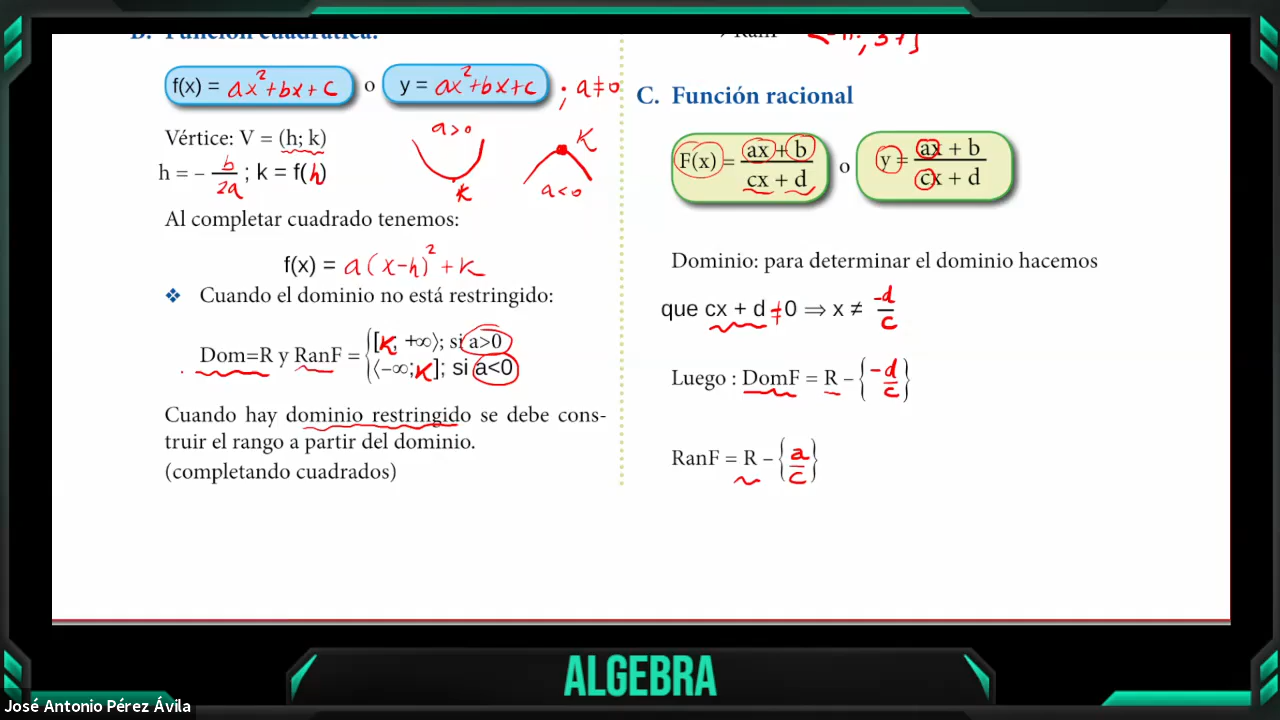 B. Función cuadrática:
f(x) = ax²+bx+c o y = ax²+bx+c ; a≠0
Vértice: V = (h; k)
a>0 K
h = – b/2a ; k = f(h)
K a<0
Al completar cuadrado tenemos:
f(x) = a(x-h)²+K
❖ Cuando el dominio no está restringido:
Dom=R y RanF = { [K, +∞⟩; si a>0
⟨–∞; K]; si a<0
Cuando hay dominio restringido se debe cons-
truir el rango a partir del dominio.
(completando cuadrados)
C. Función racional
F(x) = ax + b / cx + d o y = ax + b / cx + d
Dominio: para determinar el dominio hacemos
que cx + d ≠ 0 ⇒ x ≠ -d/c
Luego : DomF = R – { -d/c }
RanF = R – { a/c }
ALGEBRA
José Antonio Pérez Ávila